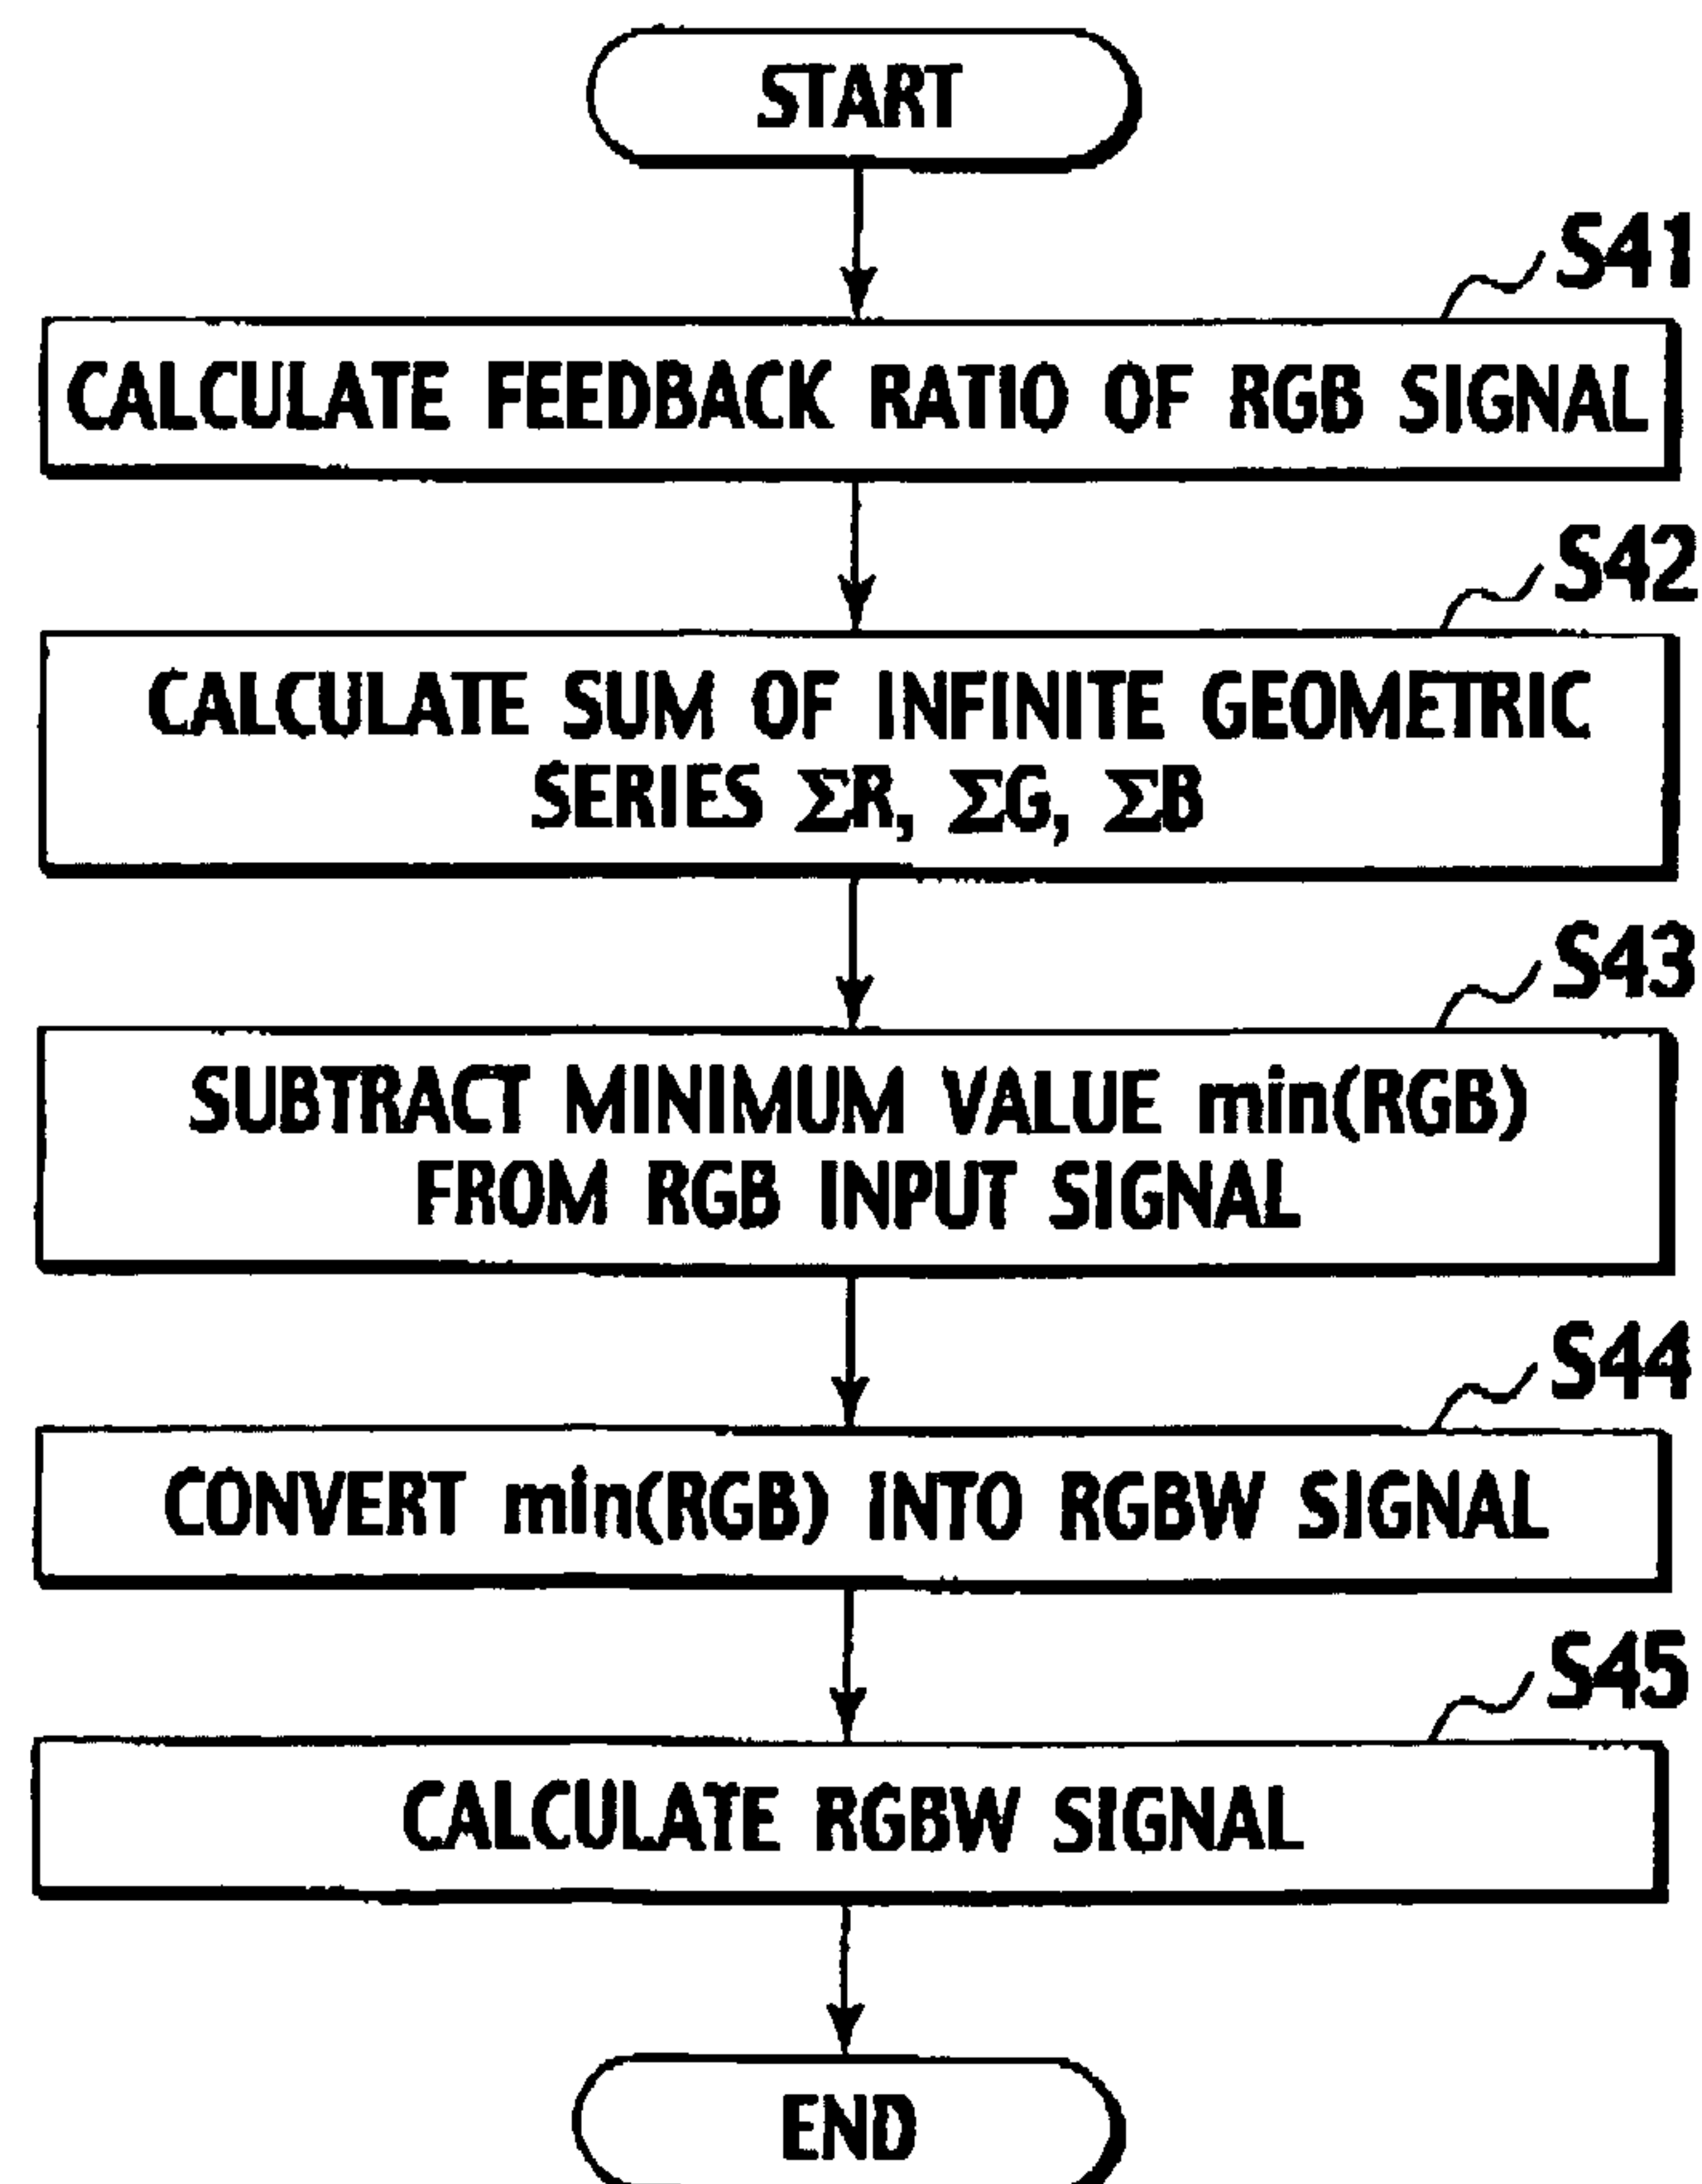 START
S41
CALCULATE FEEDBACK RATIO OF RGB SIGNAL
S42
CALCULATE SUM OF INFINITE GEOMETRIC
SERIES ΣR, ΣG, ΣB
S43
SUBTRACT MINIMUM VALUE min(RGB)
FROM RGB INPUT SIGNAL
S44
CONVERT min(RGB) INTO RGBW SIGNAL
S45
CALCULATE RGBW SIGNAL
END